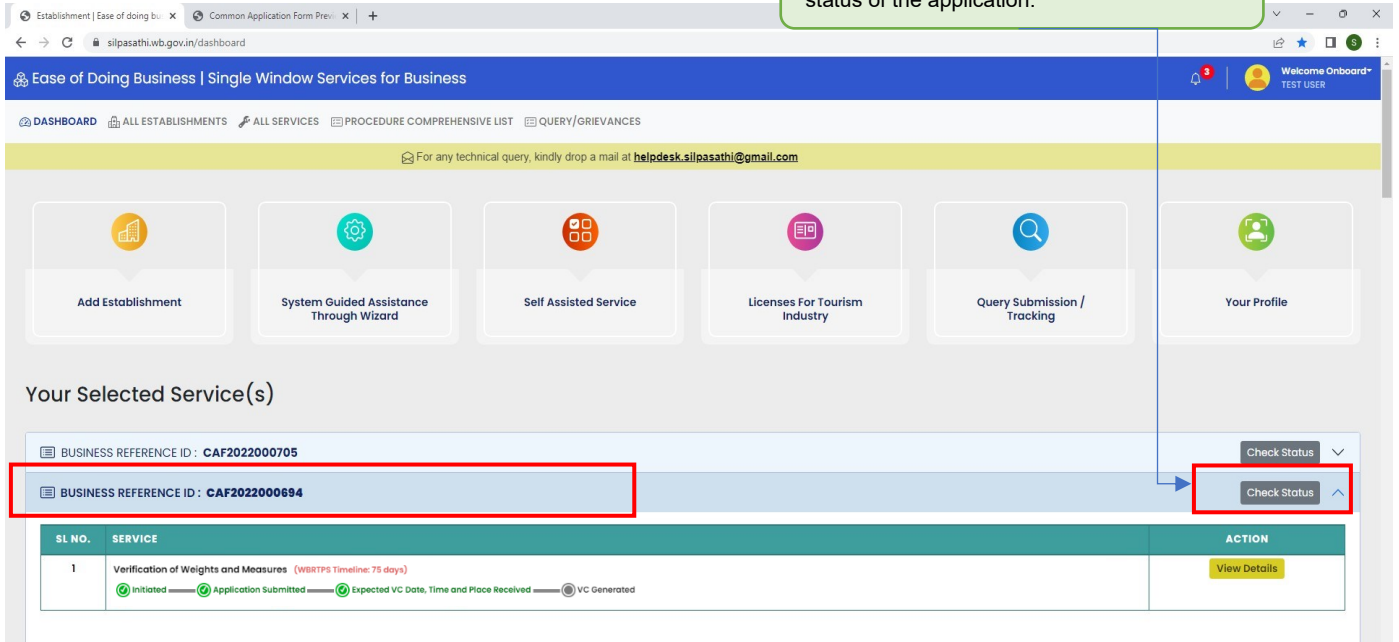 status of the application.
Establishment | Ease of doing bu
Common Application Form Previ
silpasathi.wb.gov.in/dashboard
S
Ease of Doing Business | Single Window Services for Business
3
Welcome Onboard
TEST USER
DASHBOARD ALL ESTABLISHMENTS ALL SERVICES PROCEDURE COMPREHENSIVE LIST QUERY/GRIEVANCES
For any technical query, kindly drop a mail at helpdesk.silpasathi@gmail.com
Add Establishment
System Guided Assistance
Through Wizard
Self Assisted Service
Licenses For Tourism
Industry
Query Submission /
Tracking
Your Profile
Your Selected Service(s)
BUSINESS REFERENCE ID : CAF2022000705 Check Status
BUSINESS REFERENCE ID : CAF2022000694 Check Status
SL NO. SERVICE ACTION
1 Verification of Weights and Measures (WBRTPS Timeline: 75 days) View Details
Initiated Application Submitted Expected VC Date, Time and Place Received VC Generated